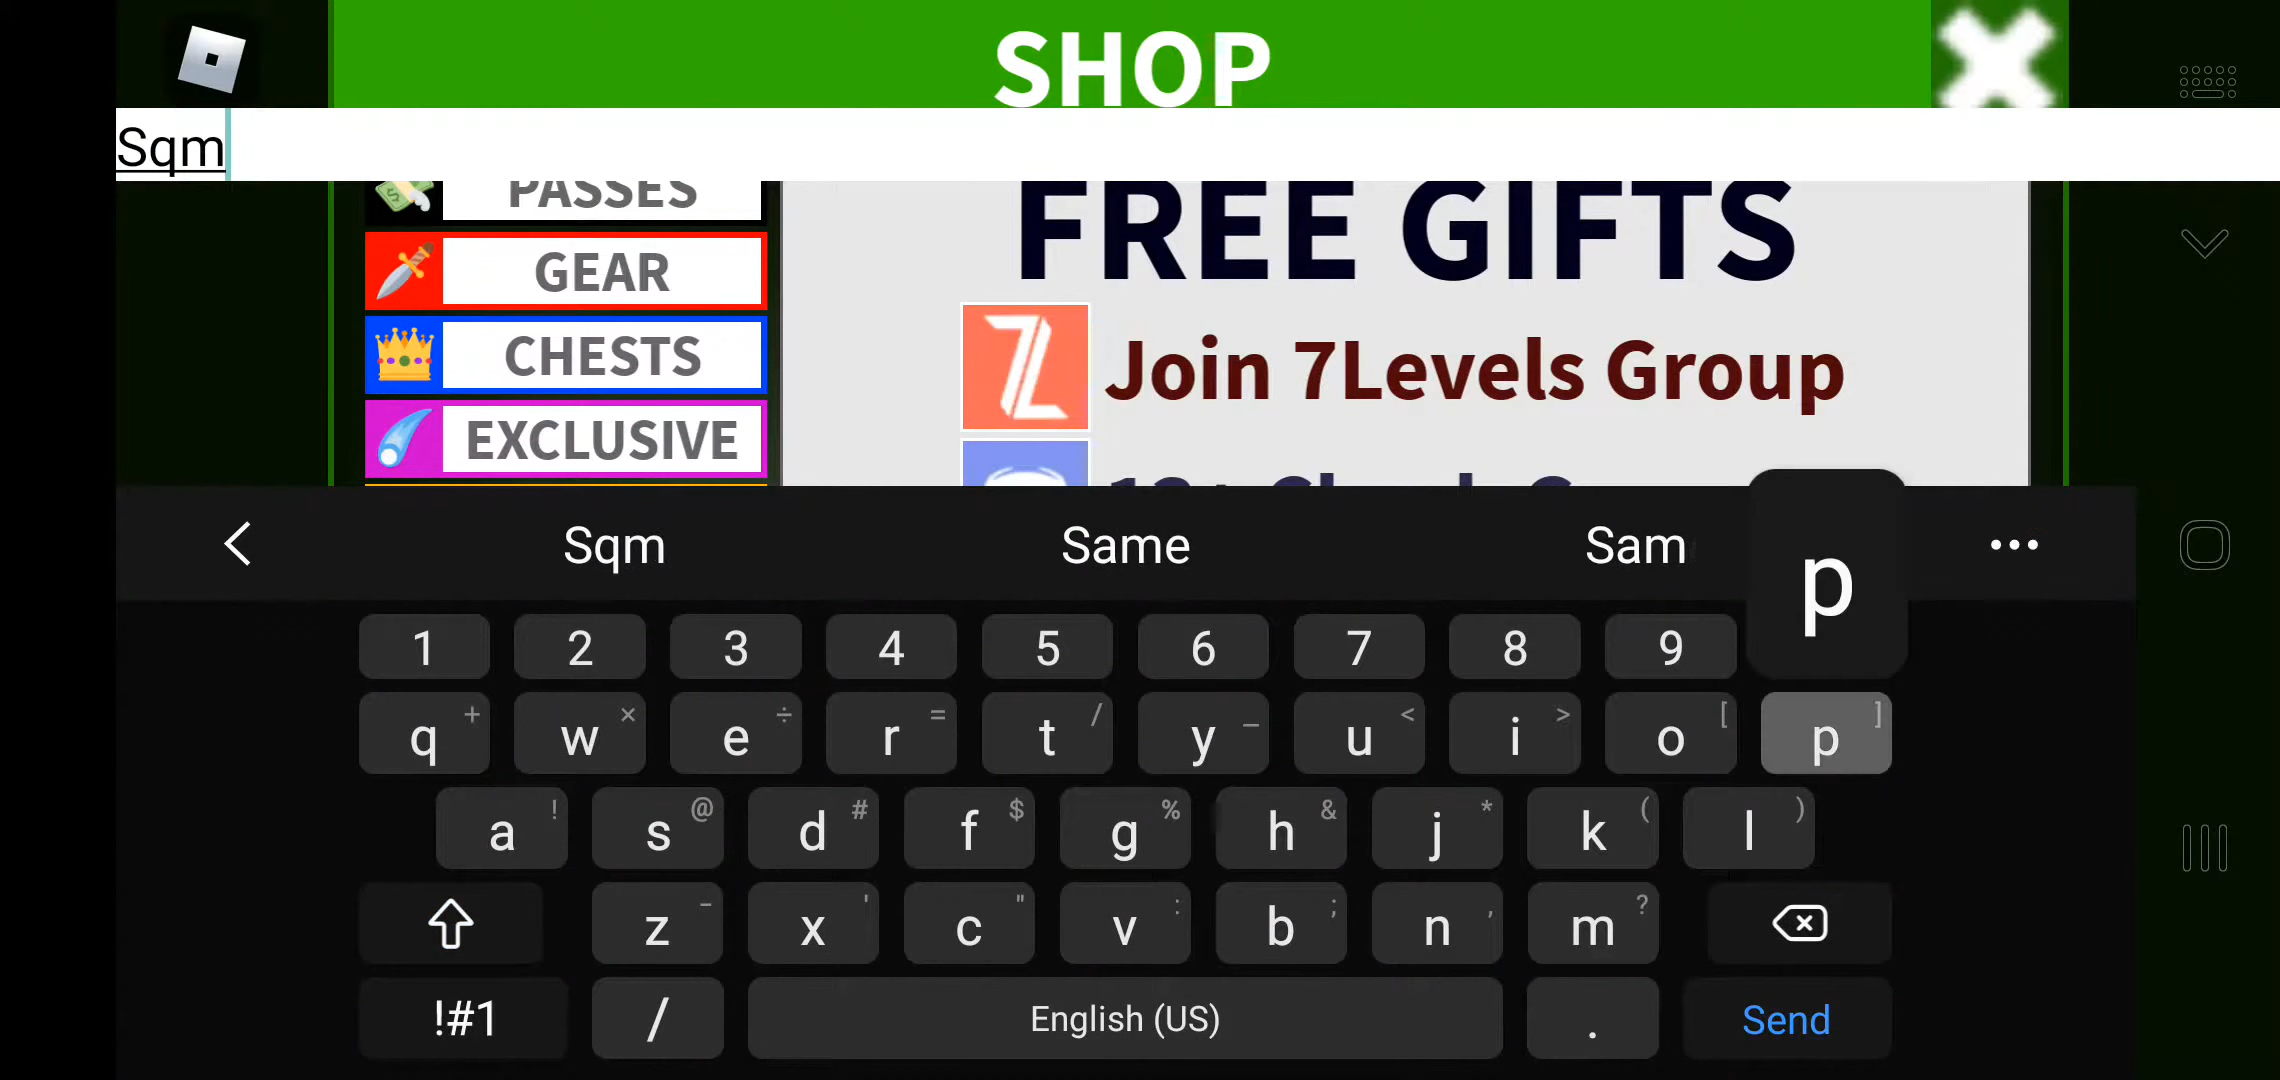 SHOP
Sqm
PASSES
FREE GIFTS
GEAR
Join 7Levels Group
CHESTS
EXCLUSIVE
Sqm Same Sam
p
1 2 3 4 5 6 7 8 9
q + w × e ÷ r = t / y _ u < i > o [ p ]
a ! s @ d # f $ g % h & j * k ( l )
z - x ' c " v : b ; n , m ?
!#1 / English (US) . Send